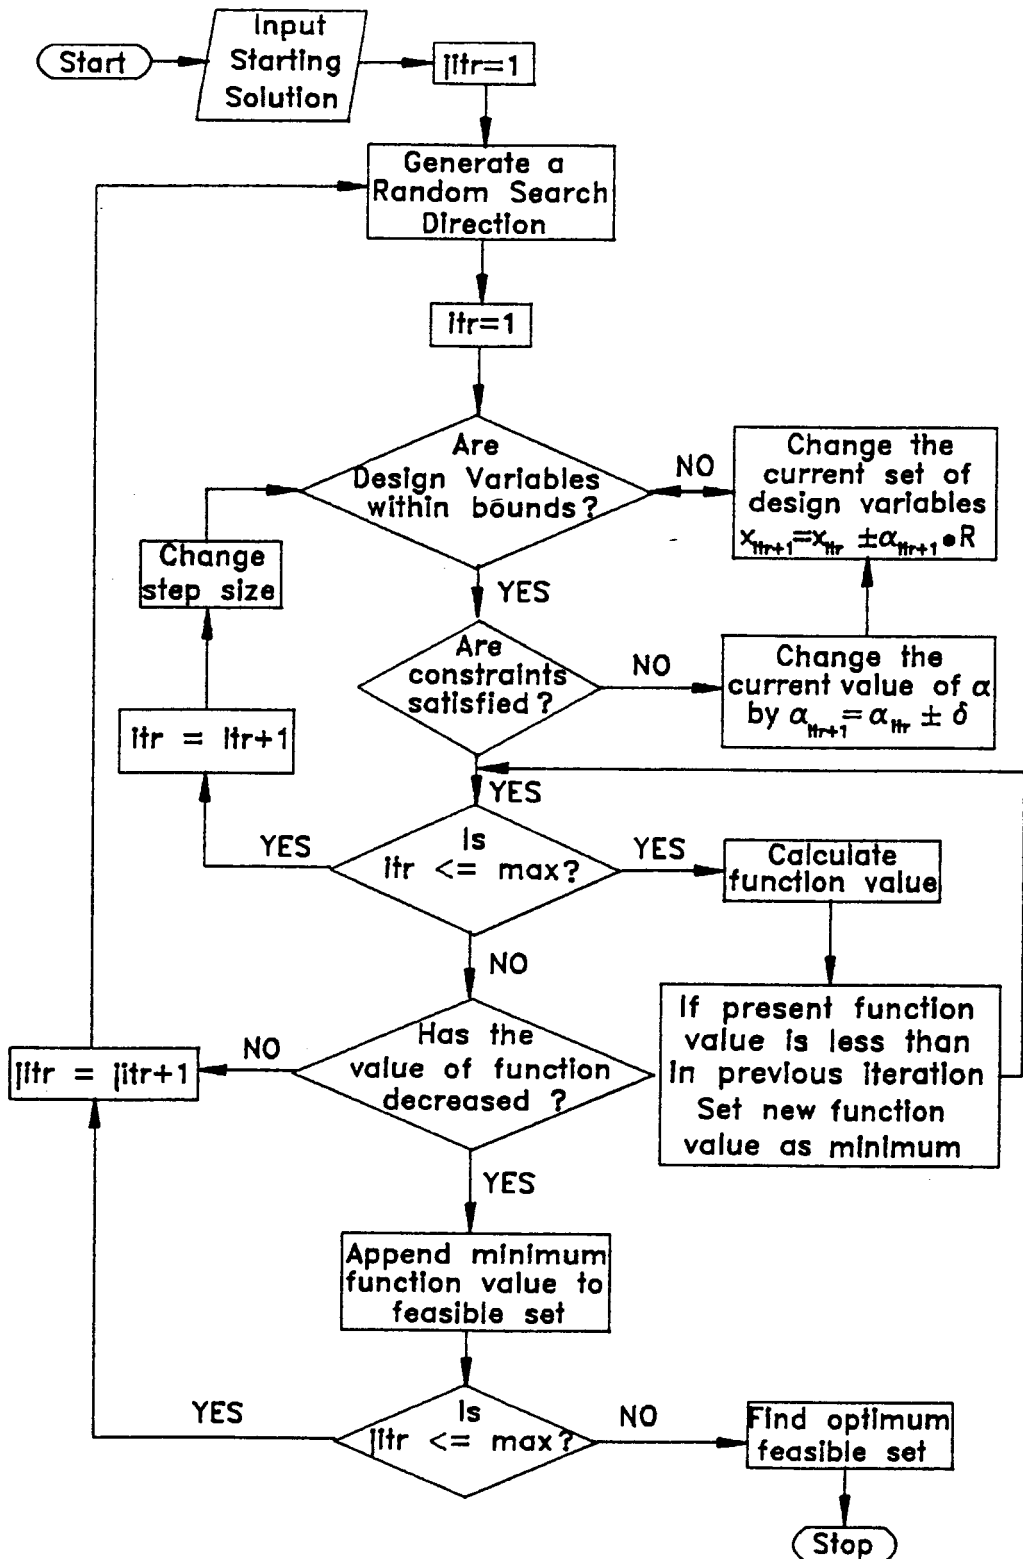 Start
Input
Starting
Solution
jitr=1
Generate a
Random Search
Direction
itr=1
Are
Design Variables
within bounds?
NO
Change the
current set of
design variables
x_itr+1=x_itr ±α_itr+1•R
Change
step size
YES
Are
constraints
satisfied?
NO
Change the
current value of α
by α_itr+1=α_itr ± δ
itr = itr+1
YES
YES
Is
itr <= max?
YES
Calculate
function value
NO
If present function
value is less than
in previous iteration
Set new function
value as minimum
Has the
value of function
decreased ?
NO
jitr = jitr+1
YES
Append minimum
function value to
feasible set
YES
Is
jitr <= max?
NO
Find optimum
feasible set
Stop